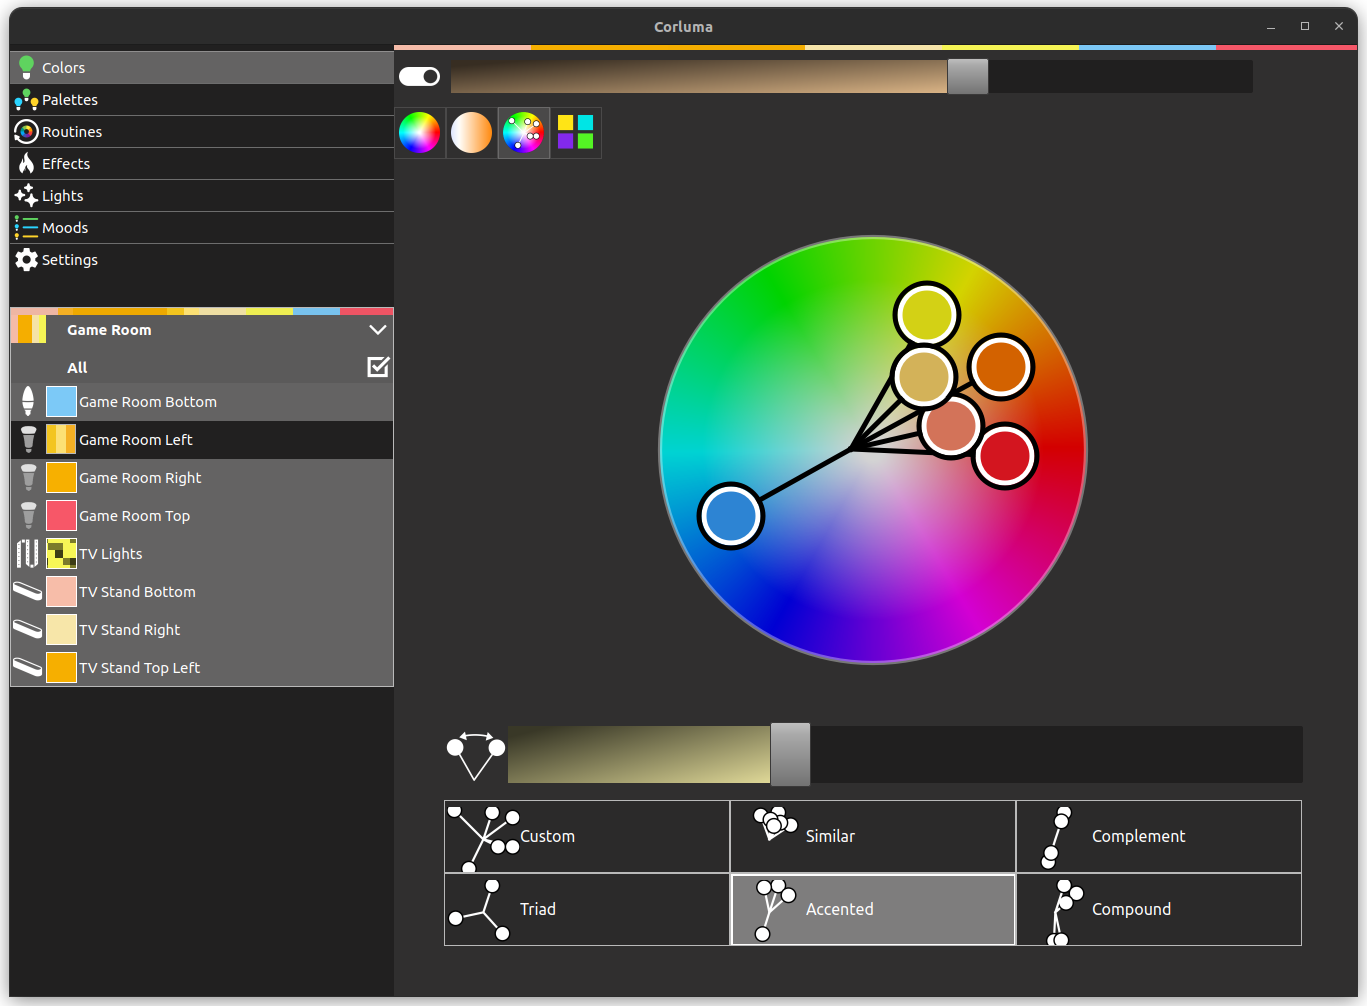 Corluma
Colors
Palettes
Routines
Effects
Lights
Moods
Settings
Game Room
All
Game Room Bottom
Game Room Left
Game Room Right
Game Room Top
TV Lights
TV Stand Bottom
TV Stand Right
TV Stand Top Left
Custom
Similar
Complement
Triad
Accented
Compound